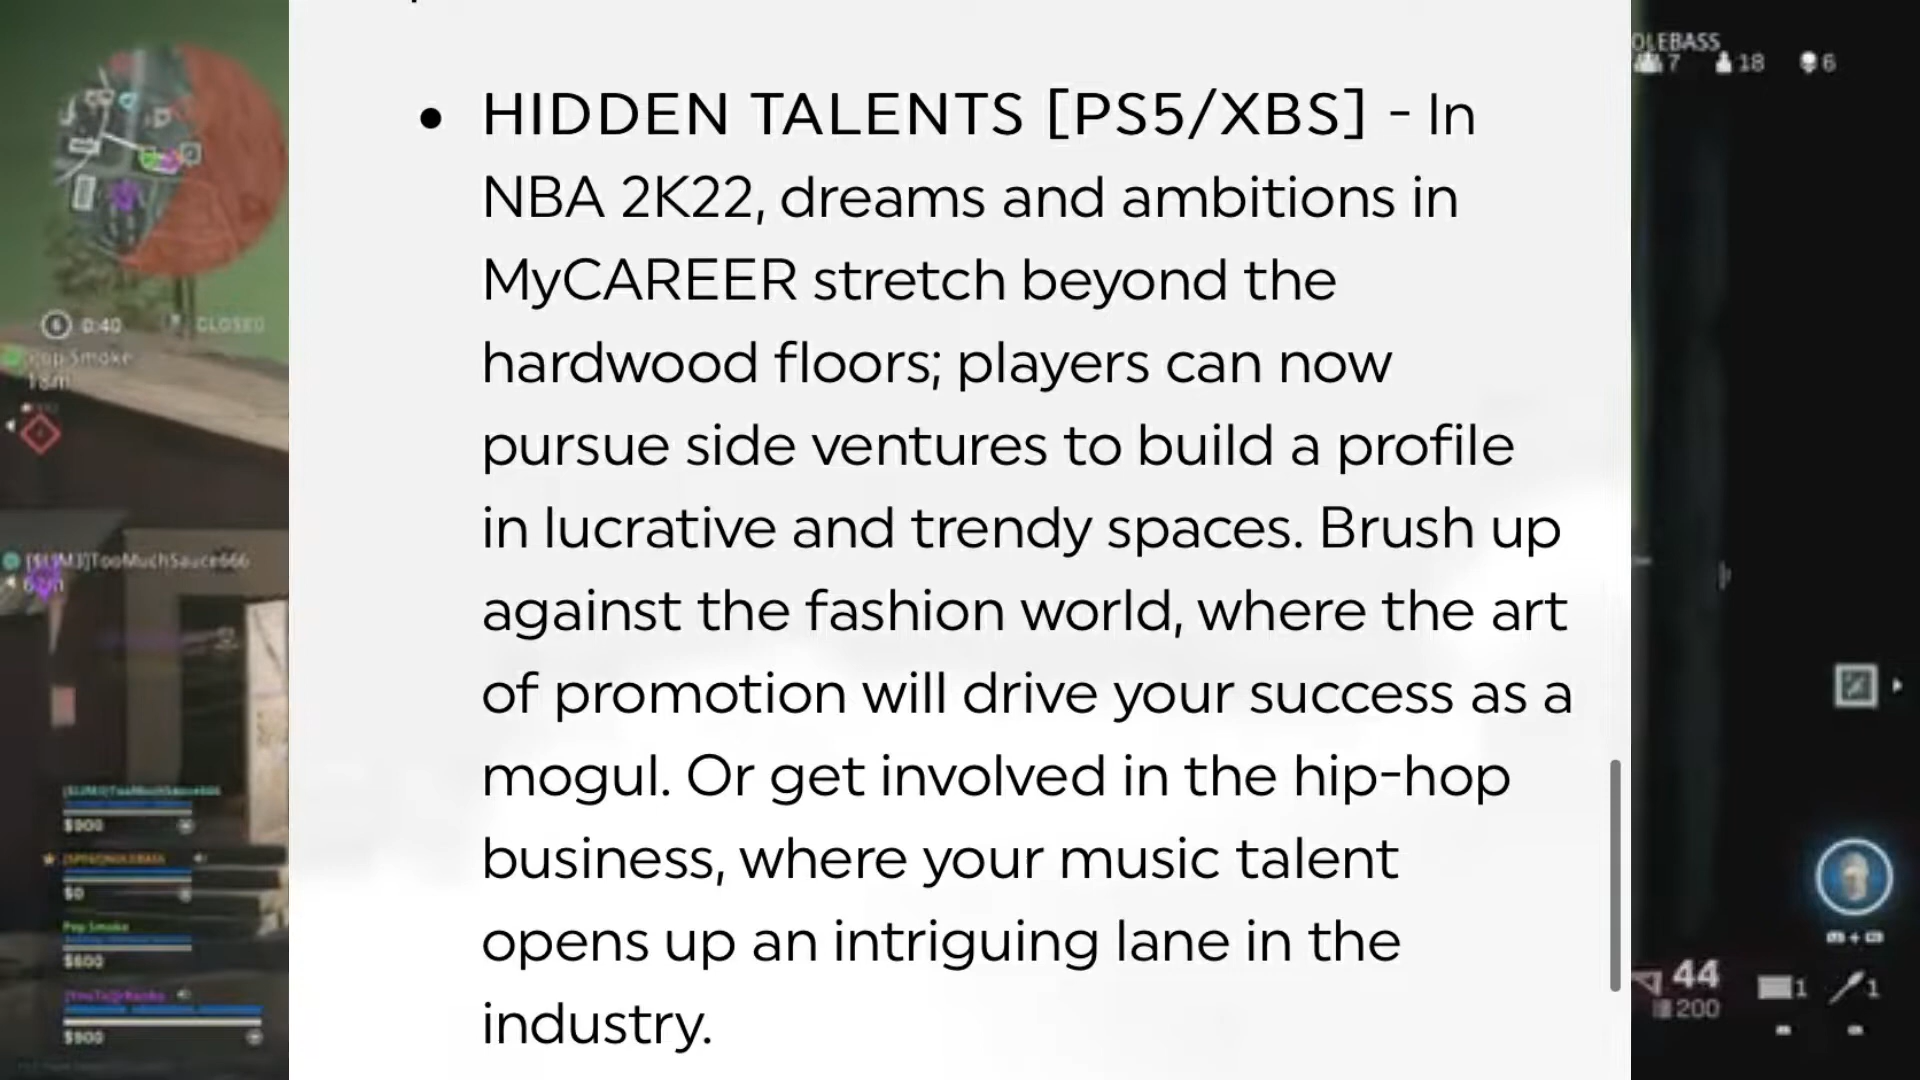 • HIDDEN TALENTS [PS5/XBS] - In
NBA 2K22, dreams and ambitions in
MyCAREER stretch beyond the
hardwood floors; players can now
pursue side ventures to build a profile
in lucrative and trendy spaces. Brush up
against the fashion world, where the art
of promotion will drive your success as a
mogul. Or get involved in the hip-hop
business, where your music talent
opens up an intriguing lane in the
industry.
0:40
CLOSED
Pop Smoke
18m
TooMuchSauce666
$900
$0
Pop Smoke
$600
$900
OLEBASS
7 18 6
44
200
1
1